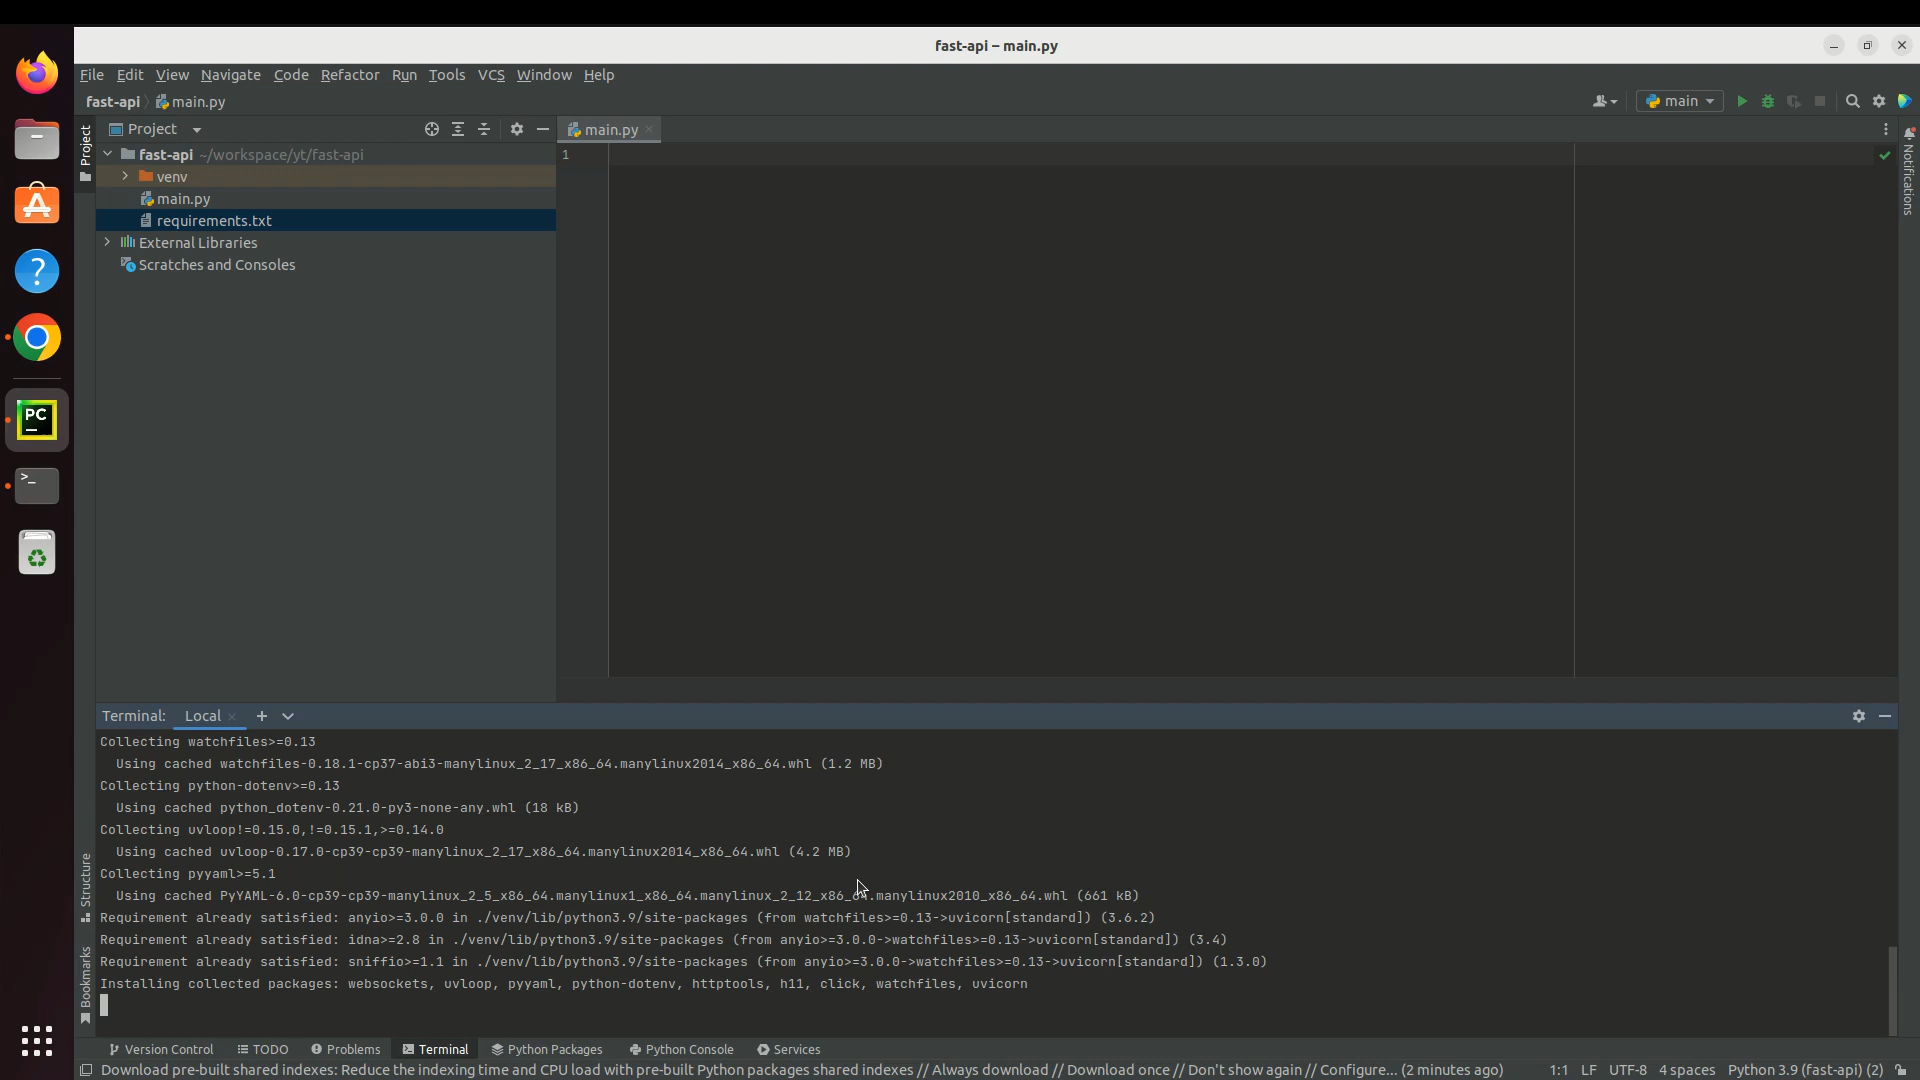 fast-api – main.py
File Edit View Navigate Code Refactor Run Tools VCS Window Help
fast-api main.py
main
Project
main.py
Project
Notifications
1
fast-api ~/workspace/yt/fast-api
venv
main.py
requirements.txt
External Libraries
Scratches and Consoles
PC
>_
Terminal: Local
Collecting watchfiles>=0.13
Using cached watchfiles-0.18.1-cp37-abi3-manylinux_2_17_x86_64.manylinux2014_x86_64.whl (1.2 MB)
Collecting python-dotenv>=0.13
Using cached python_dotenv-0.21.0-py3-none-any.whl (18 kB)
Collecting uvloop!=0.15.0,!=0.15.1,>=0.14.0
Using cached uvloop-0.17.0-cp39-cp39-manylinux_2_17_x86_64.manylinux2014_x86_64.whl (4.2 MB)
Collecting pyyaml>=5.1
Using cached PyYAML-6.0-cp39-cp39-manylinux_2_5_x86_64.manylinux1_x86_64.manylinux_2_12_x86_64.manylinux2010_x86_64.whl (661 kB)
Requirement already satisfied: anyio>=3.0.0 in ./venv/lib/python3.9/site-packages (from watchfiles>=0.13->uvicorn[standard]) (3.6.2)
Requirement already satisfied: idna>=2.8 in ./venv/lib/python3.9/site-packages (from anyio>=3.0.0->watchfiles>=0.13->uvicorn[standard]) (3.4)
Requirement already satisfied: sniffio>=1.1 in ./venv/lib/python3.9/site-packages (from anyio>=3.0.0->watchfiles>=0.13->uvicorn[standard]) (1.3.0)
Installing collected packages: websockets, uvloop, pyyaml, python-dotenv, httptools, h11, click, watchfiles, uvicorn
Structure
Bookmarks
Version Control TODO Problems Terminal Python Packages Python Console Services
Download pre-built shared indexes: Reduce the indexing time and CPU load with pre-built Python packages shared indexes // Always download // Download once // Don't show again // Configure... (2 minutes ago) 1:1 LF UTF-8 4 spaces Python 3.9 (fast-api) (2)